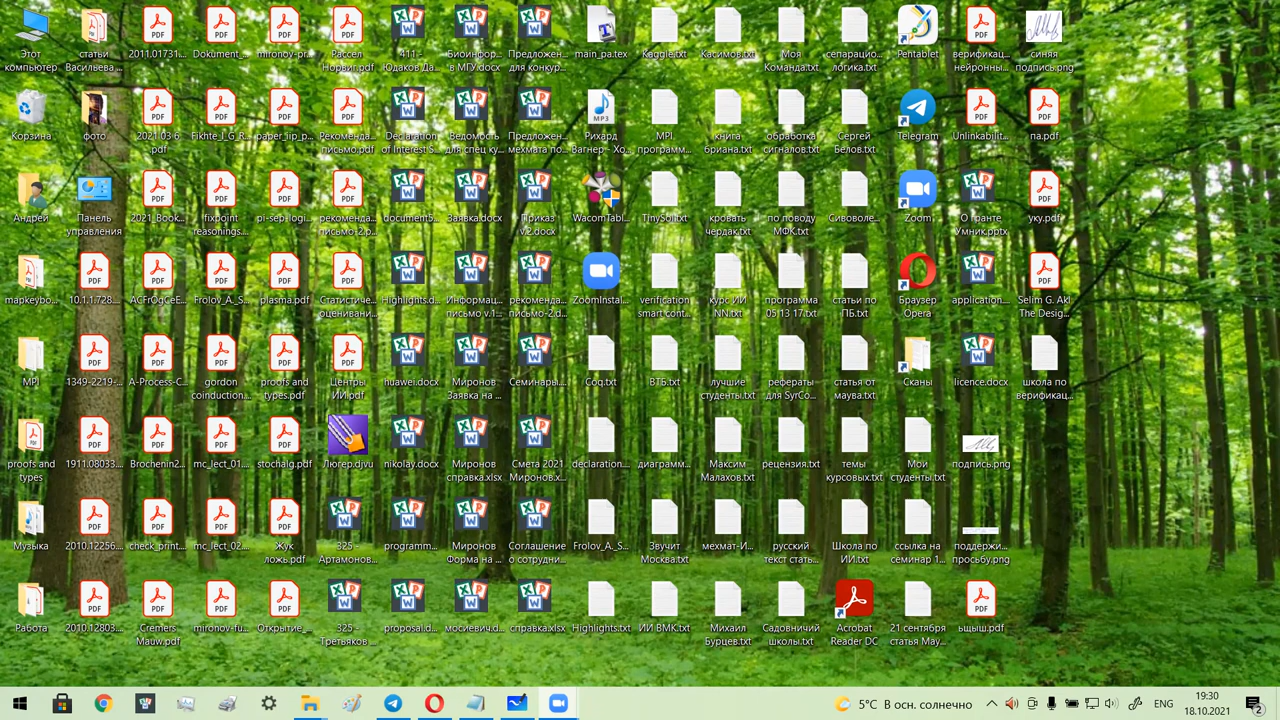 Этот
компьютер
статьи
Васильева ...
2011.01731...
Dokument_...
mironov-pr...
Рассел
Норвиг.pdf
411 -
Юдаков Да...
Биоинфор...
в МГУ.docx
Предложен...
для конкур...
main_pa.tex
Kaggle.txt
Касимов.txt
Моя
Команда.txt
сепарацио...
логика.txt
Pentablet
верификац...
нейронны...
синяя
подпись.png
Корзина
фото
2021-03-6
pdf
Fikhte_I_G_R...
paper_iip_p...
Рекоменда...
письмо.pdf
Declaration
of Interest S...
Ведомость
для спец ку...
Предложен...
мехмата по...
Рихард
Вагнер - Хо...
MPI
программ...
книга
бриана.txt
обработка
сигналов.txt
Сергей
Белов.txt
Telegram
Unlinkabilit...
па.pdf
Андрей
Панель
управления
2021_Book...
fixpoint
reasonings...
pi-sep-logi...
рекоменда...
письмо-2.p...
document5...
Заявка.docx
Приказ
v.2.docx
WacomTabl...
TinySol.txt
кровать
чердак.txt
по поводу
МФК.txt
Сивоволе...
Zoom
О гранте
Умник.pptx
уку.pdf
mapkeybo...
10.1.1.728....
ACFrOgCeE...
Frolov_A._S...
plasma.pdf
Статистиче...
оценивани...
Highlights.d...
Информац...
письмо v.1...
рекоменда...
письмо-2.d...
ZoomInstal...
verification
smart cont...
курс ИИ
NN.txt
программа
05 13 17.txt
статьи по
ПБ.txt
Браузер
Opera
application...
Selim G. Akl
The Desig...
MPI
1349-2219-...
A-Process-C...
gordon
coinduction...
proofs and
types.pdf
Центры
ИИ.pdf
huawei.docx
Миронов
Заявка на ...
Семинары...
Coq.txt
ВТБ.txt
лучшие
студенты.txt
рефераты
для SyrCo...
статья от
маува.txt
Сканы
licence.docx
школа по
верификац...
proofs and
types
1911.08033...
Brochenin2...
mc_lect_01...
stochalg.pdf
Люгер.djvu
nikolay.docx
Миронов
справка.xlsx
Смета 2021
Миронов.x...
declaration...
диаграмм...
Максим
Малахов.txt
рецензия.txt
темы
курсовых.txt
Мои
студенты.txt
подпись.png
Музыка
2010.12256...
check_print...
mc_lect_02...
Жук
ложь.pdf
325 -
Артамонов...
programm...
Миронов
Форма на ...
Соглашение
о сотрудни...
Frolov_A._S...
Звучит
Москва.txt
мехмат-И...
русский
текст стать...
Школа по
ИИ.txt
ссылка на
семинар 1...
поддержи...
просьбу.png
Работа
2010.12803...
Cremers
Mauw.pdf
mironov-fu...
Открытие_...
325 -
Третьяков ...
proposal.d...
мосиевич.d...
справка.xlsx
Highlights.txt
ИИ ВМК.txt
Михаил
Бурцев.txt
Садовничий
школы.txt
Acrobat
Reader DC
21 сентября
статья Мау...
ьщыш.pdf
5°C В осн. солнечно
ENG
19:30
18.10.2021
2